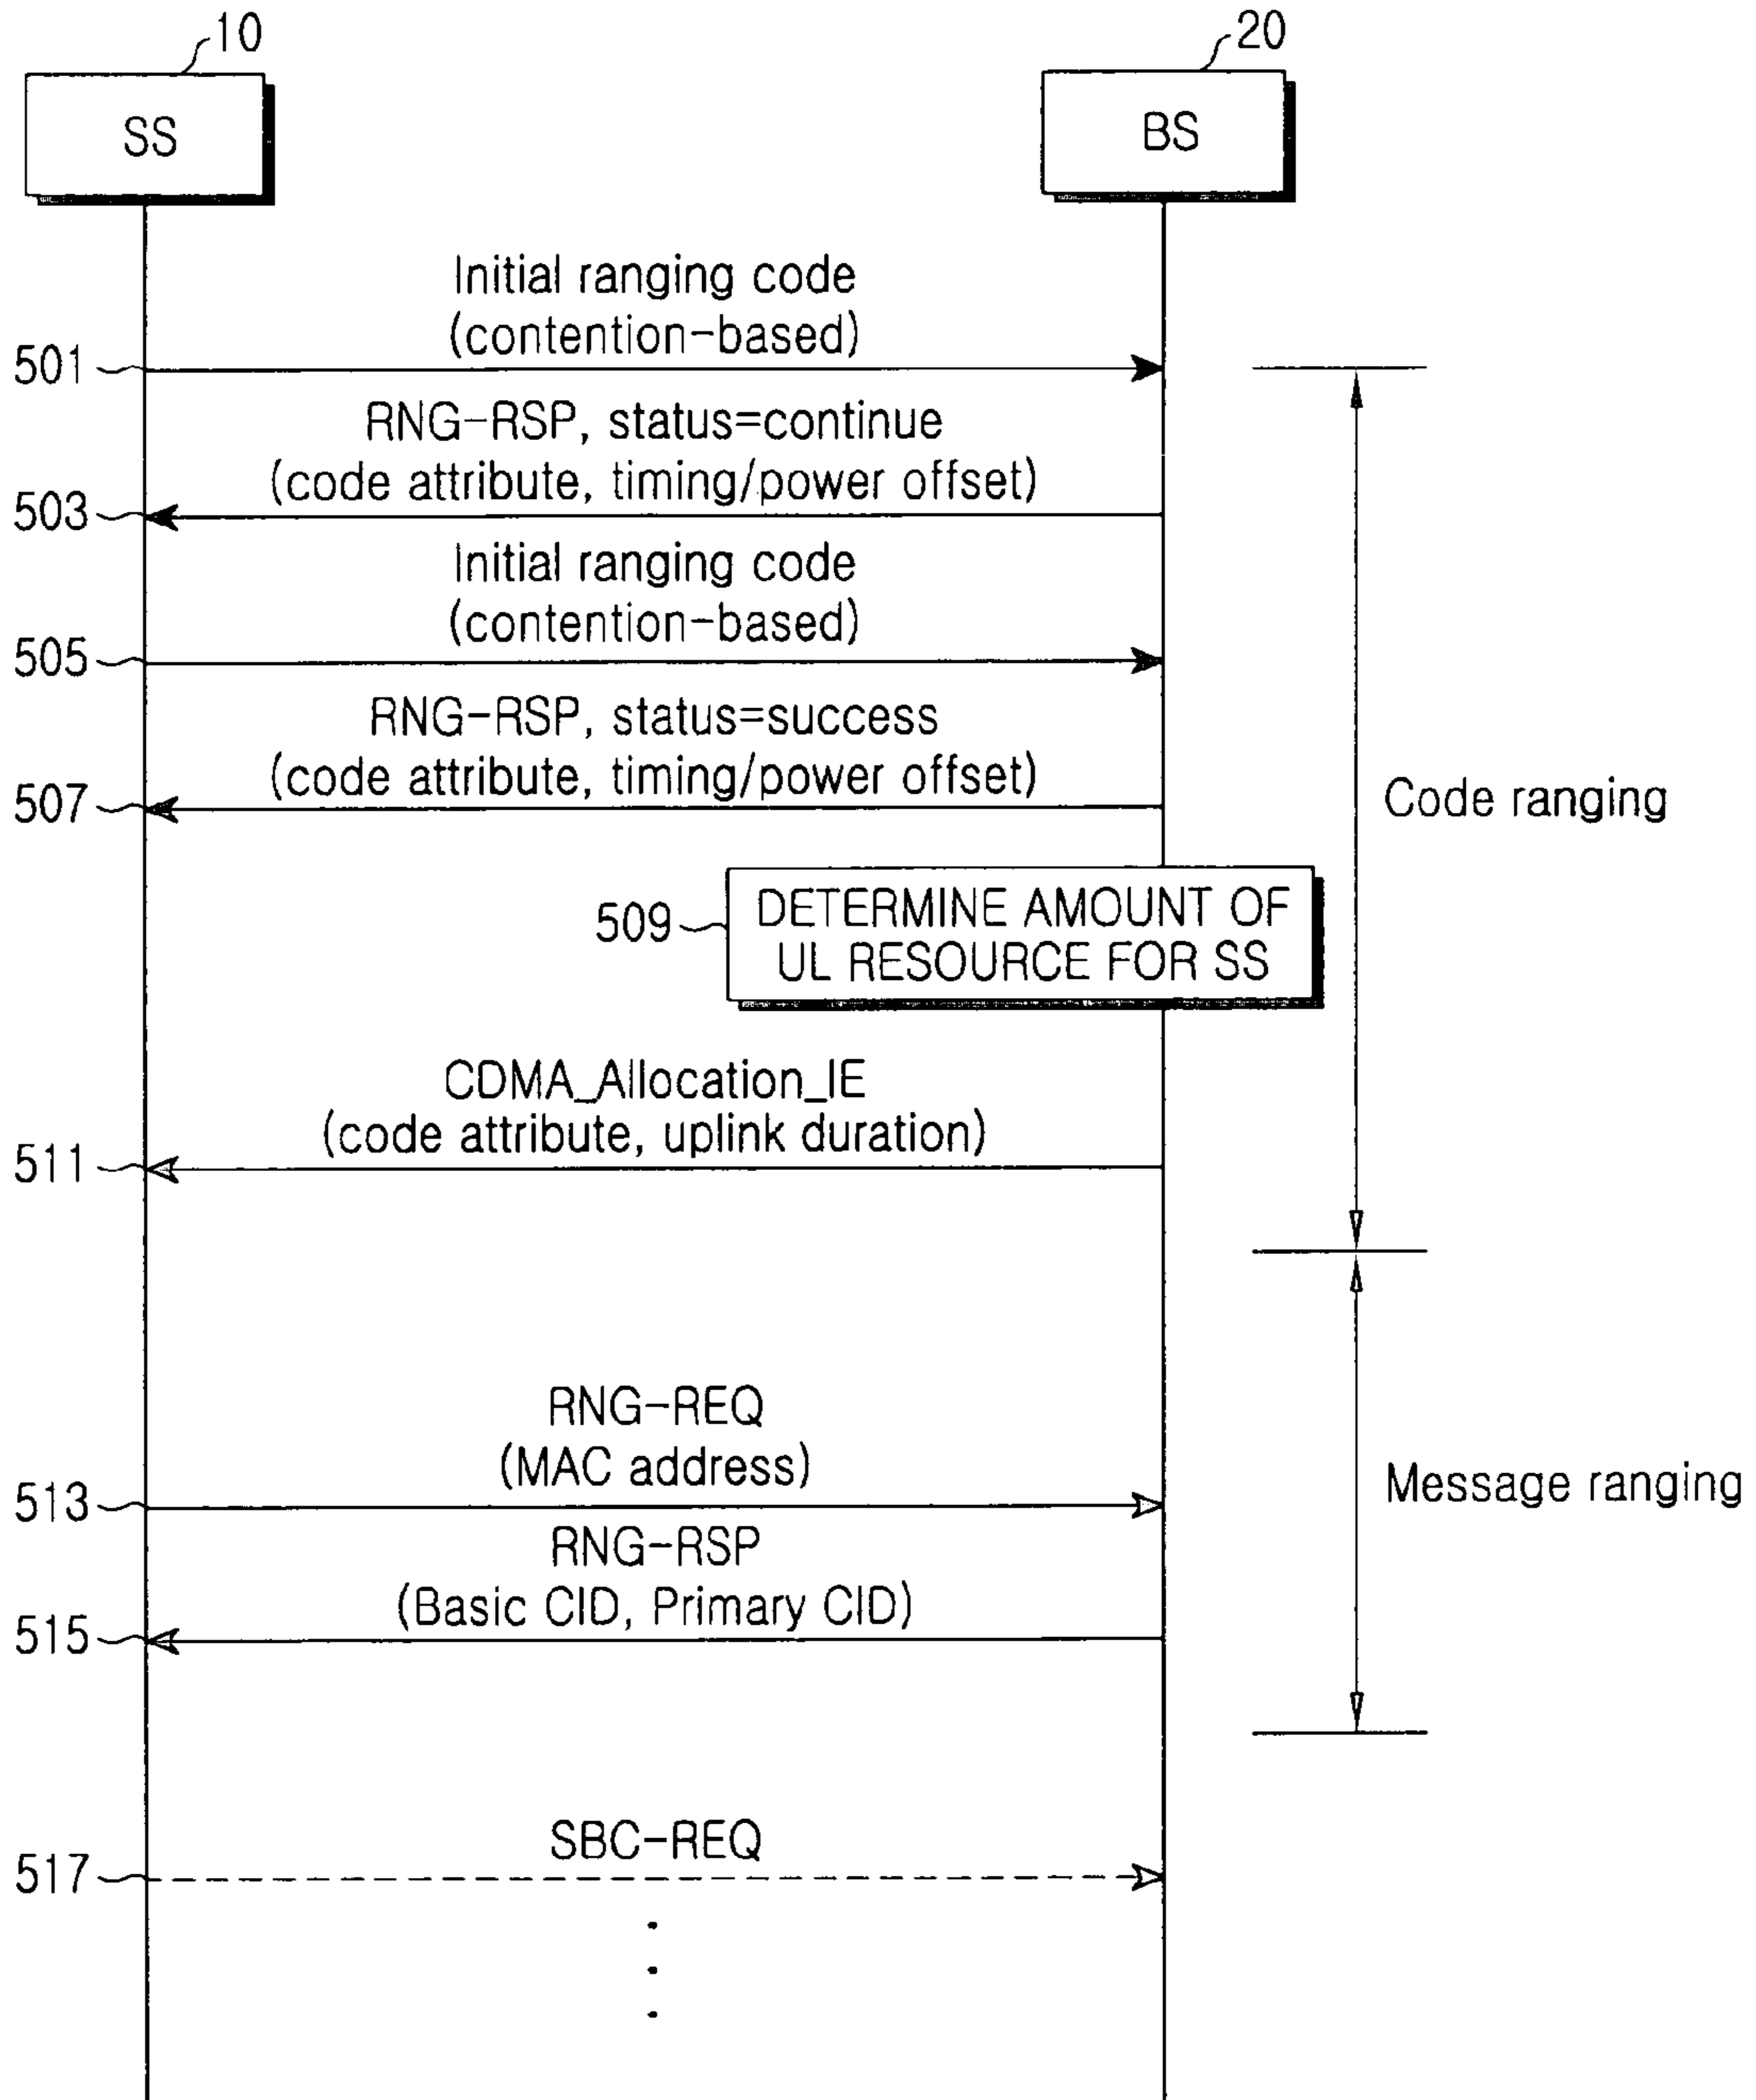 10
20
SS
BS
Initial ranging code
(contention-based)
501
RNG-RSP, status=continue
(code attribute, timing/power offset)
503
Initial ranging code
(contention-based)
505
RNG-RSP, status=success
(code attribute, timing/power offset)
507
Code ranging
509
DETERMINE AMOUNT OF
UL RESOURCE FOR SS
CDMA_Allocation_IE
(code attribute, uplink duration)
511
RNG-REQ
(MAC address)
513
Message ranging
RNG-RSP
(Basic CID, Primary CID)
515
SBC-REQ
517